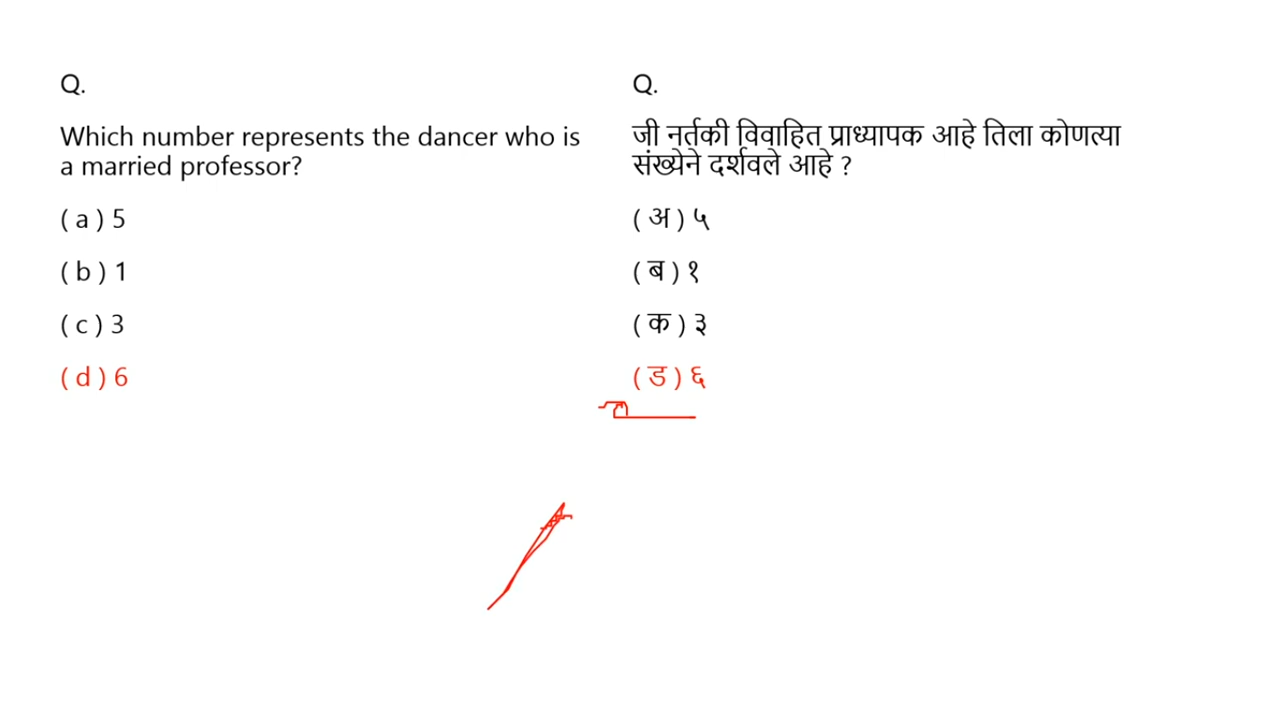 Q.
Which number represents the dancer who is
a married professor?
( a ) 5
( b ) 1
( c ) 3
( d ) 6
Q.
जी नर्तकी विवाहित प्राध्यापक आहे तिला कोणत्या
संख्येने दर्शवले आहे ?
( अ ) ५
( ब ) १
( क ) ३
( ड ) ६